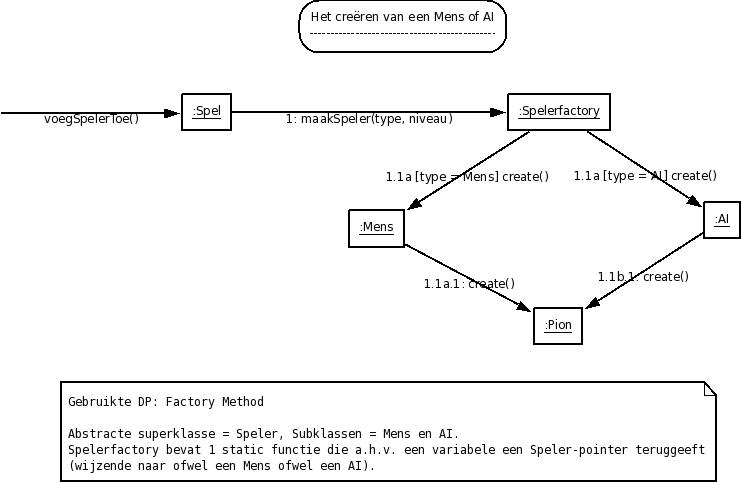 Het creëren van een Mens of AI
voegSpelerToe()
:Spel
1: maakSpeler(type, niveau)
:Spelerfactory
1.1a [type = Mens] create()
1.1a [type = AI] create()
:Mens
:AI
1.1a.1: create()
1.1b.1: create()
:Pion
Gebruikte DP: Factory Method
Abstracte superklasse = Speler, Subklassen = Mens en AI.
Spelerfactory bevat 1 static functie die a.h.v. een variabele een Speler-pointer teruggeeft
(wijzende naar ofwel een Mens ofwel een AI).